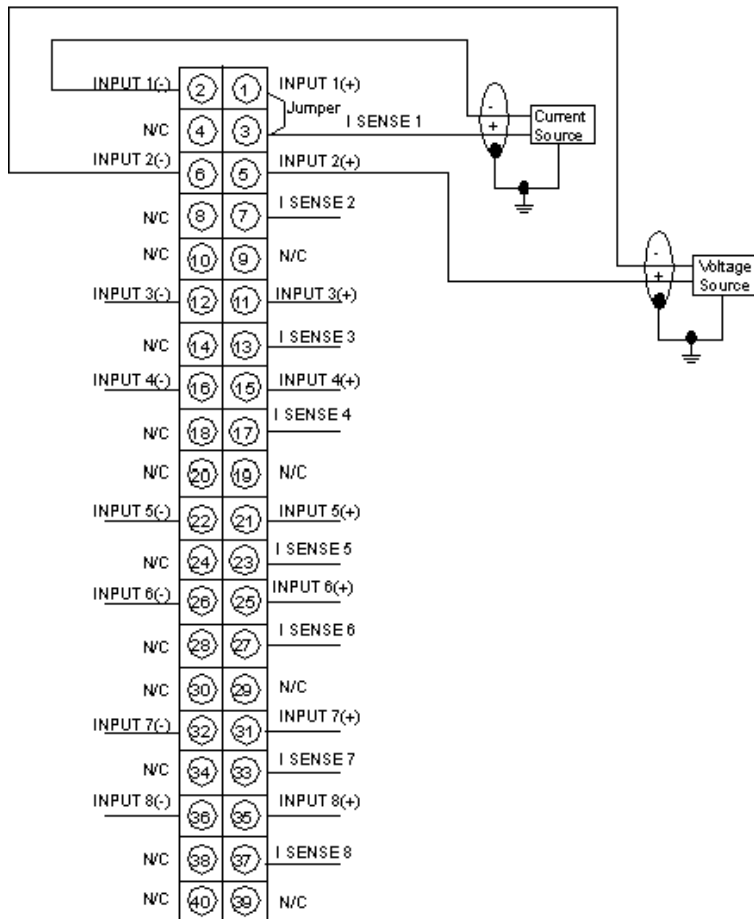 INPUT 1(-) 2 1 INPUT 1(+)
Jumper
N/C 4 3 I SENSE 1
- + Current Source
INPUT 2(-) 6 5 INPUT 2(+)
N/C 8 7 I SENSE 2
N/C 10 9 N/C
- + Voltage Source
INPUT 3(-) 12 11 INPUT 3(+)
N/C 14 13 I SENSE 3
INPUT 4(-) 16 15 INPUT 4(+)
N/C 18 17 I SENSE 4
N/C 20 19 N/C
INPUT 5(-) 22 21 INPUT 5(+)
N/C 24 23 I SENSE 5
INPUT 6(-) 26 25 INPUT 6(+)
N/C 28 27 I SENSE 6
N/C 30 29 N/C
INPUT 7(-) 32 31 INPUT 7(+)
N/C 34 33 I SENSE 7
INPUT 8(-) 36 35 INPUT 8(+)
N/C 38 37 I SENSE 8
N/C 40 39 N/C